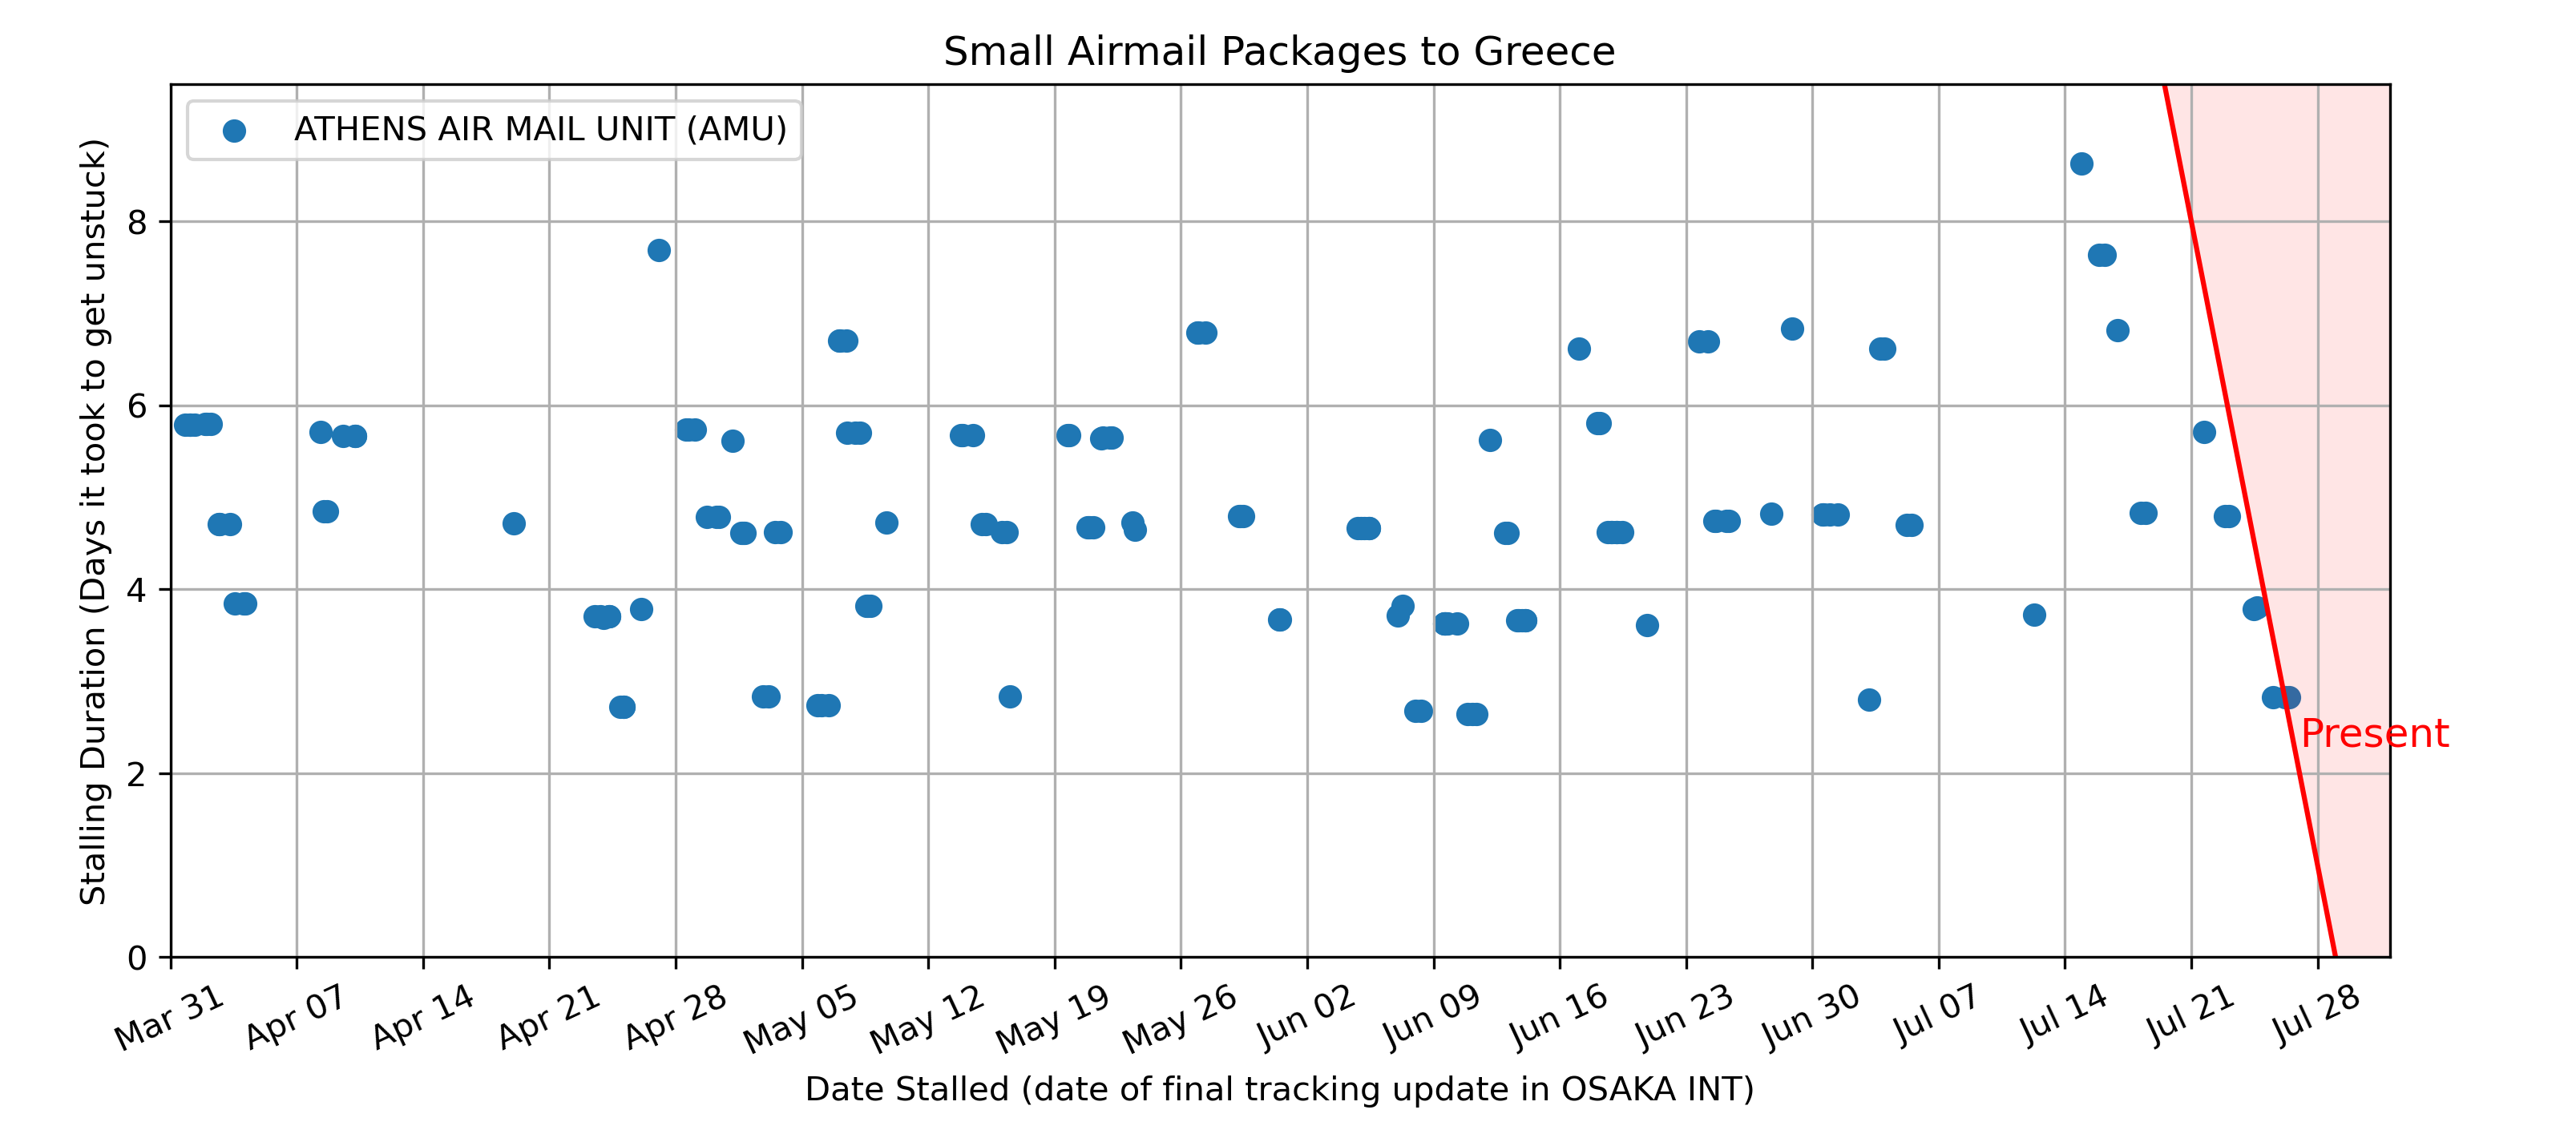 Small Airmail Packages to Greece
ATHENS AIR MAIL UNIT (AMU)
Stalling Duration (Days it took to get unstuck)
8
6
4
2
0
Present
Mar 31
Apr 07
Apr 14
Apr 21
Apr 28
May 05
May 12
May 19
May 26
Jun 02
Jun 09
Jun 16
Jun 23
Jun 30
Jul 07
Jul 14
Jul 21
Jul 28
Date Stalled (date of final tracking update in OSAKA INT)